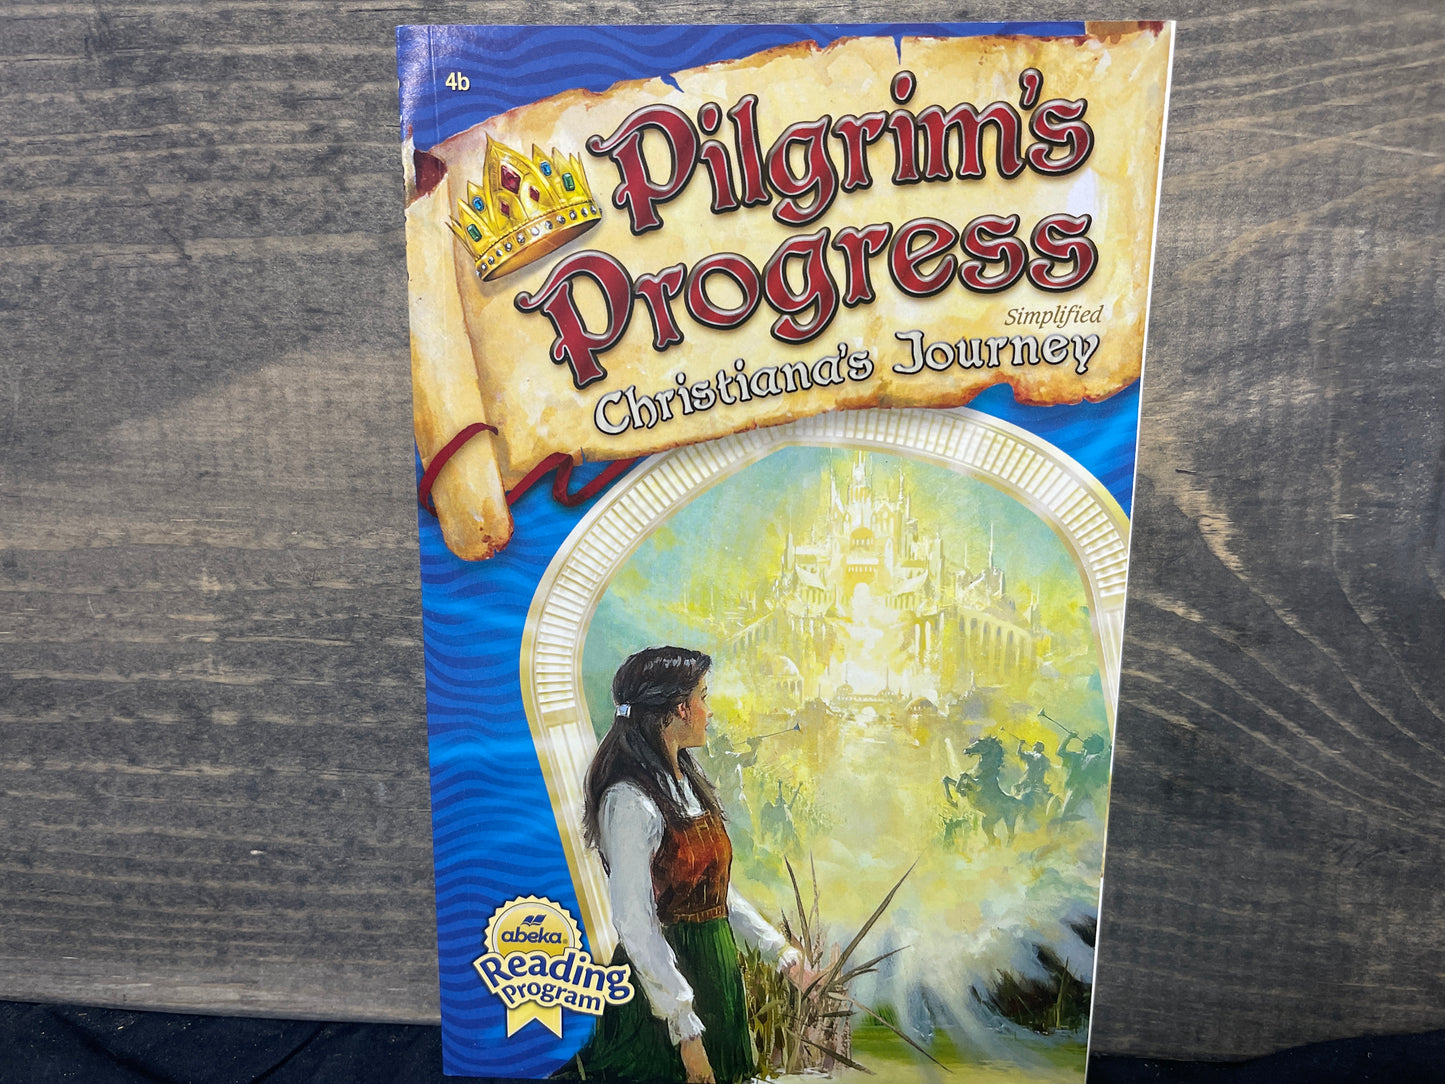 4b
Pilgrim's
Progress
Simplified
Christiana's Journey
abeka®
Reading
Program